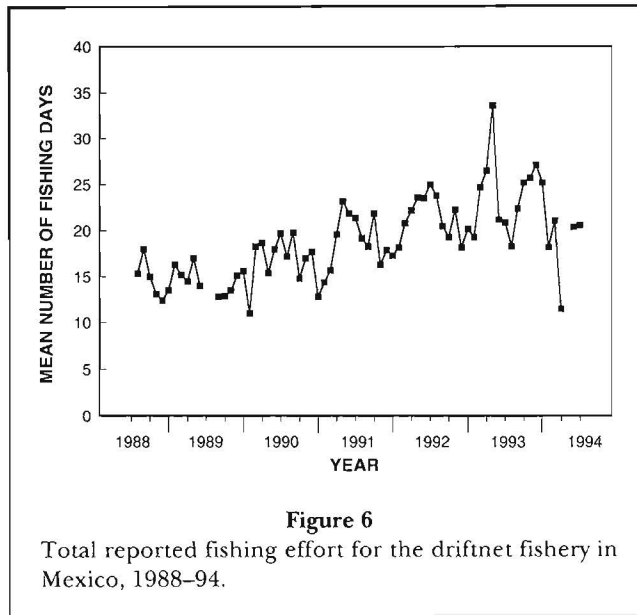 40
35
30
25
20
15
10
5
0
MEAN NUMBER OF FISHING DAYS
1988 1989 1990 1991 1992 1993 1994
YEAR
Figure 6
Total reported fishing effort for the driftnet fishery in
Mexico, 1988–94.